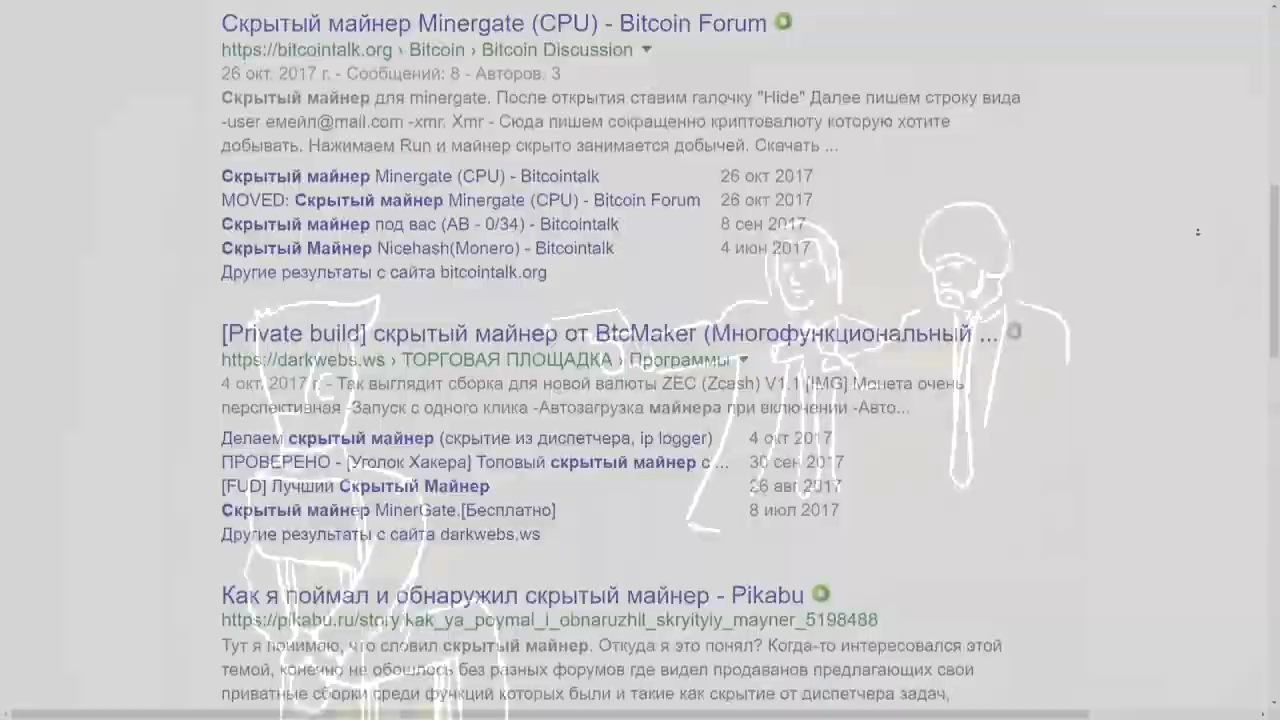 Скрытый майнер Minergate (CPU) - Bitcoin Forum
https://bitcointalk.org › Bitcoin › Bitcoin Discussion
26 окт. 2017 г. - Сообщений: 8 - Авторов: 3
Скрытый майнер для minergate. После открытия ставим галочку "Hide" Далее пишем строку вида
-user емейл@mail.com -xmr. Xmr - Сюда пишем сокращенно криптовалюту которую хотите
добывать. Нажимаем Run и майнер скрыто занимается добычей. Скачать ...
Скрытый майнер Minergate (CPU) - Bitcointalk 26 окт 2017
MOVED: Скрытый майнер Minergate (CPU) - Bitcoin Forum 26 окт 2017
Скрытый майнер под вас (АВ - 0/34) - Bitcointalk 8 сен 2017
Скрытый Майнер Nicehash(Monero) - Bitcointalk 4 июн 2017
Другие результаты с сайта bitcointalk.org
[Private build] скрытый майнер от BtcMaker (Многофункциональный ...
https://darkwebs.ws › ТОРГОВАЯ ПЛОЩАДКА › Программы
4 окт. 2017 г. - Так выглядит сборка для новой валюты ZEC (Zcash) V1.1 [IMG] Монета очень
перспективная -Запуск с одного клика -Автозагрузка майнера при включении -Авто...
Делаем скрытый майнер (скрытие из диспетчера, ip logger) 4 окт 2017
ПРОВЕРЕНО - [Уголок Хакера] Топовый скрытый майнер с ... 30 сен 2017
[FUD] Лучший Скрытый Майнер 26 авг 2017
Скрытый майнер MinerGate.[Бесплатно] 8 июл 2017
Другие результаты с сайта darkwebs.ws
Как я поймал и обнаружил скрытый майнер - Pikabu
https://pikabu.ru/story/kak_ya_poymal_i_obnaruzhil_skryityiy_mayner_5198488
Тут я понимаю, что словил скрытый майнер. Откуда я это понял? Когда-то интересовался этой
темой, конечно не обошлось без разных форумов где видел продаванов предлагающих свои
приватные сборки среди функций которых были и такие как скрытие от диспетчера задач,